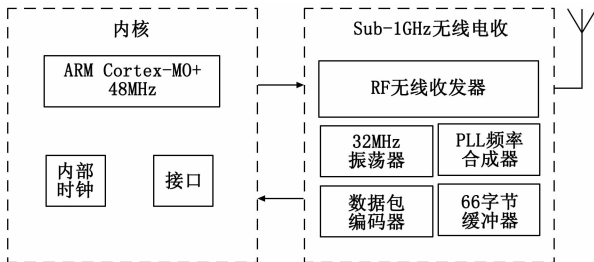 内核
ARM Cortex-MO+
48MHz
内部
时钟
接口
Sub-1GHz无线电收
RF无线收发器
32MHz
振荡器
PLL频率
合成器
数据包
编码器
66字节
缓冲器